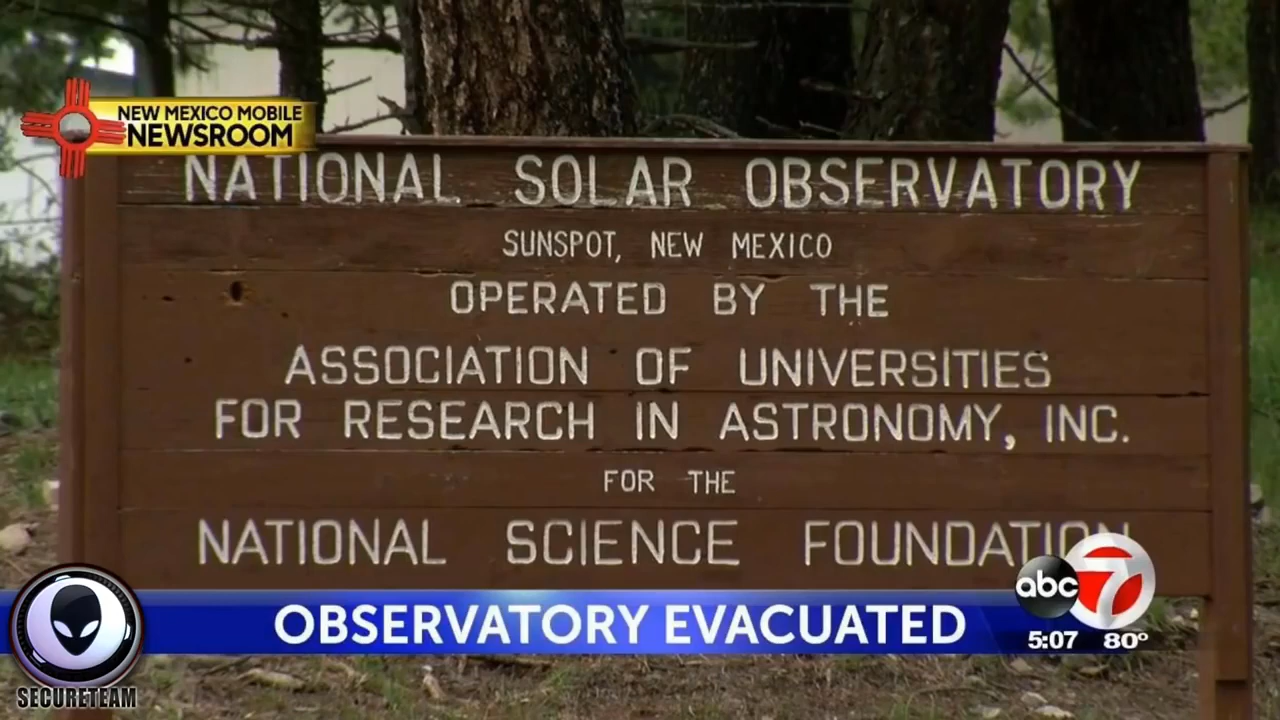 NEW MEXICO MOBILE
NEWSROOM
NATIONAL SOLAR OBSERVATORY
SUNSPOT, NEW MEXICO
OPERATED BY THE
ASSOCIATION OF UNIVERSITIES
FOR RESEARCH IN ASTRONOMY, INC.
FOR THE
NATIONAL SCIENCE FOUNDATION
abc 7
OBSERVATORY EVACUATED
5:07 80°
SECURETEAM